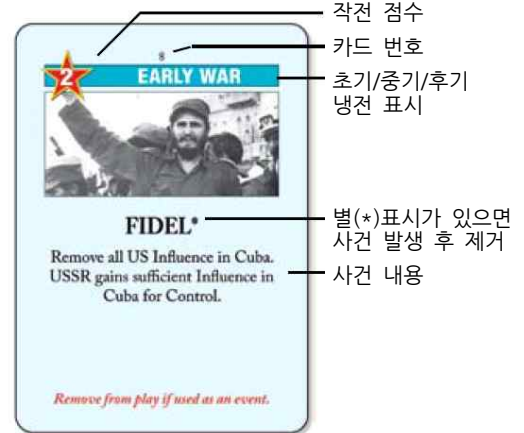 작전 점수
8
카드 번호
2
EARLY WAR
초기/중기/후기
냉전 표시
FIDEL*
별(*)표시가 있으면
사건 발생 후 제거
Remove all US Influence in Cuba.
USSR gains sufficient Influence in
Cuba for Control.
사건 내용
Remove from play if used as an event.